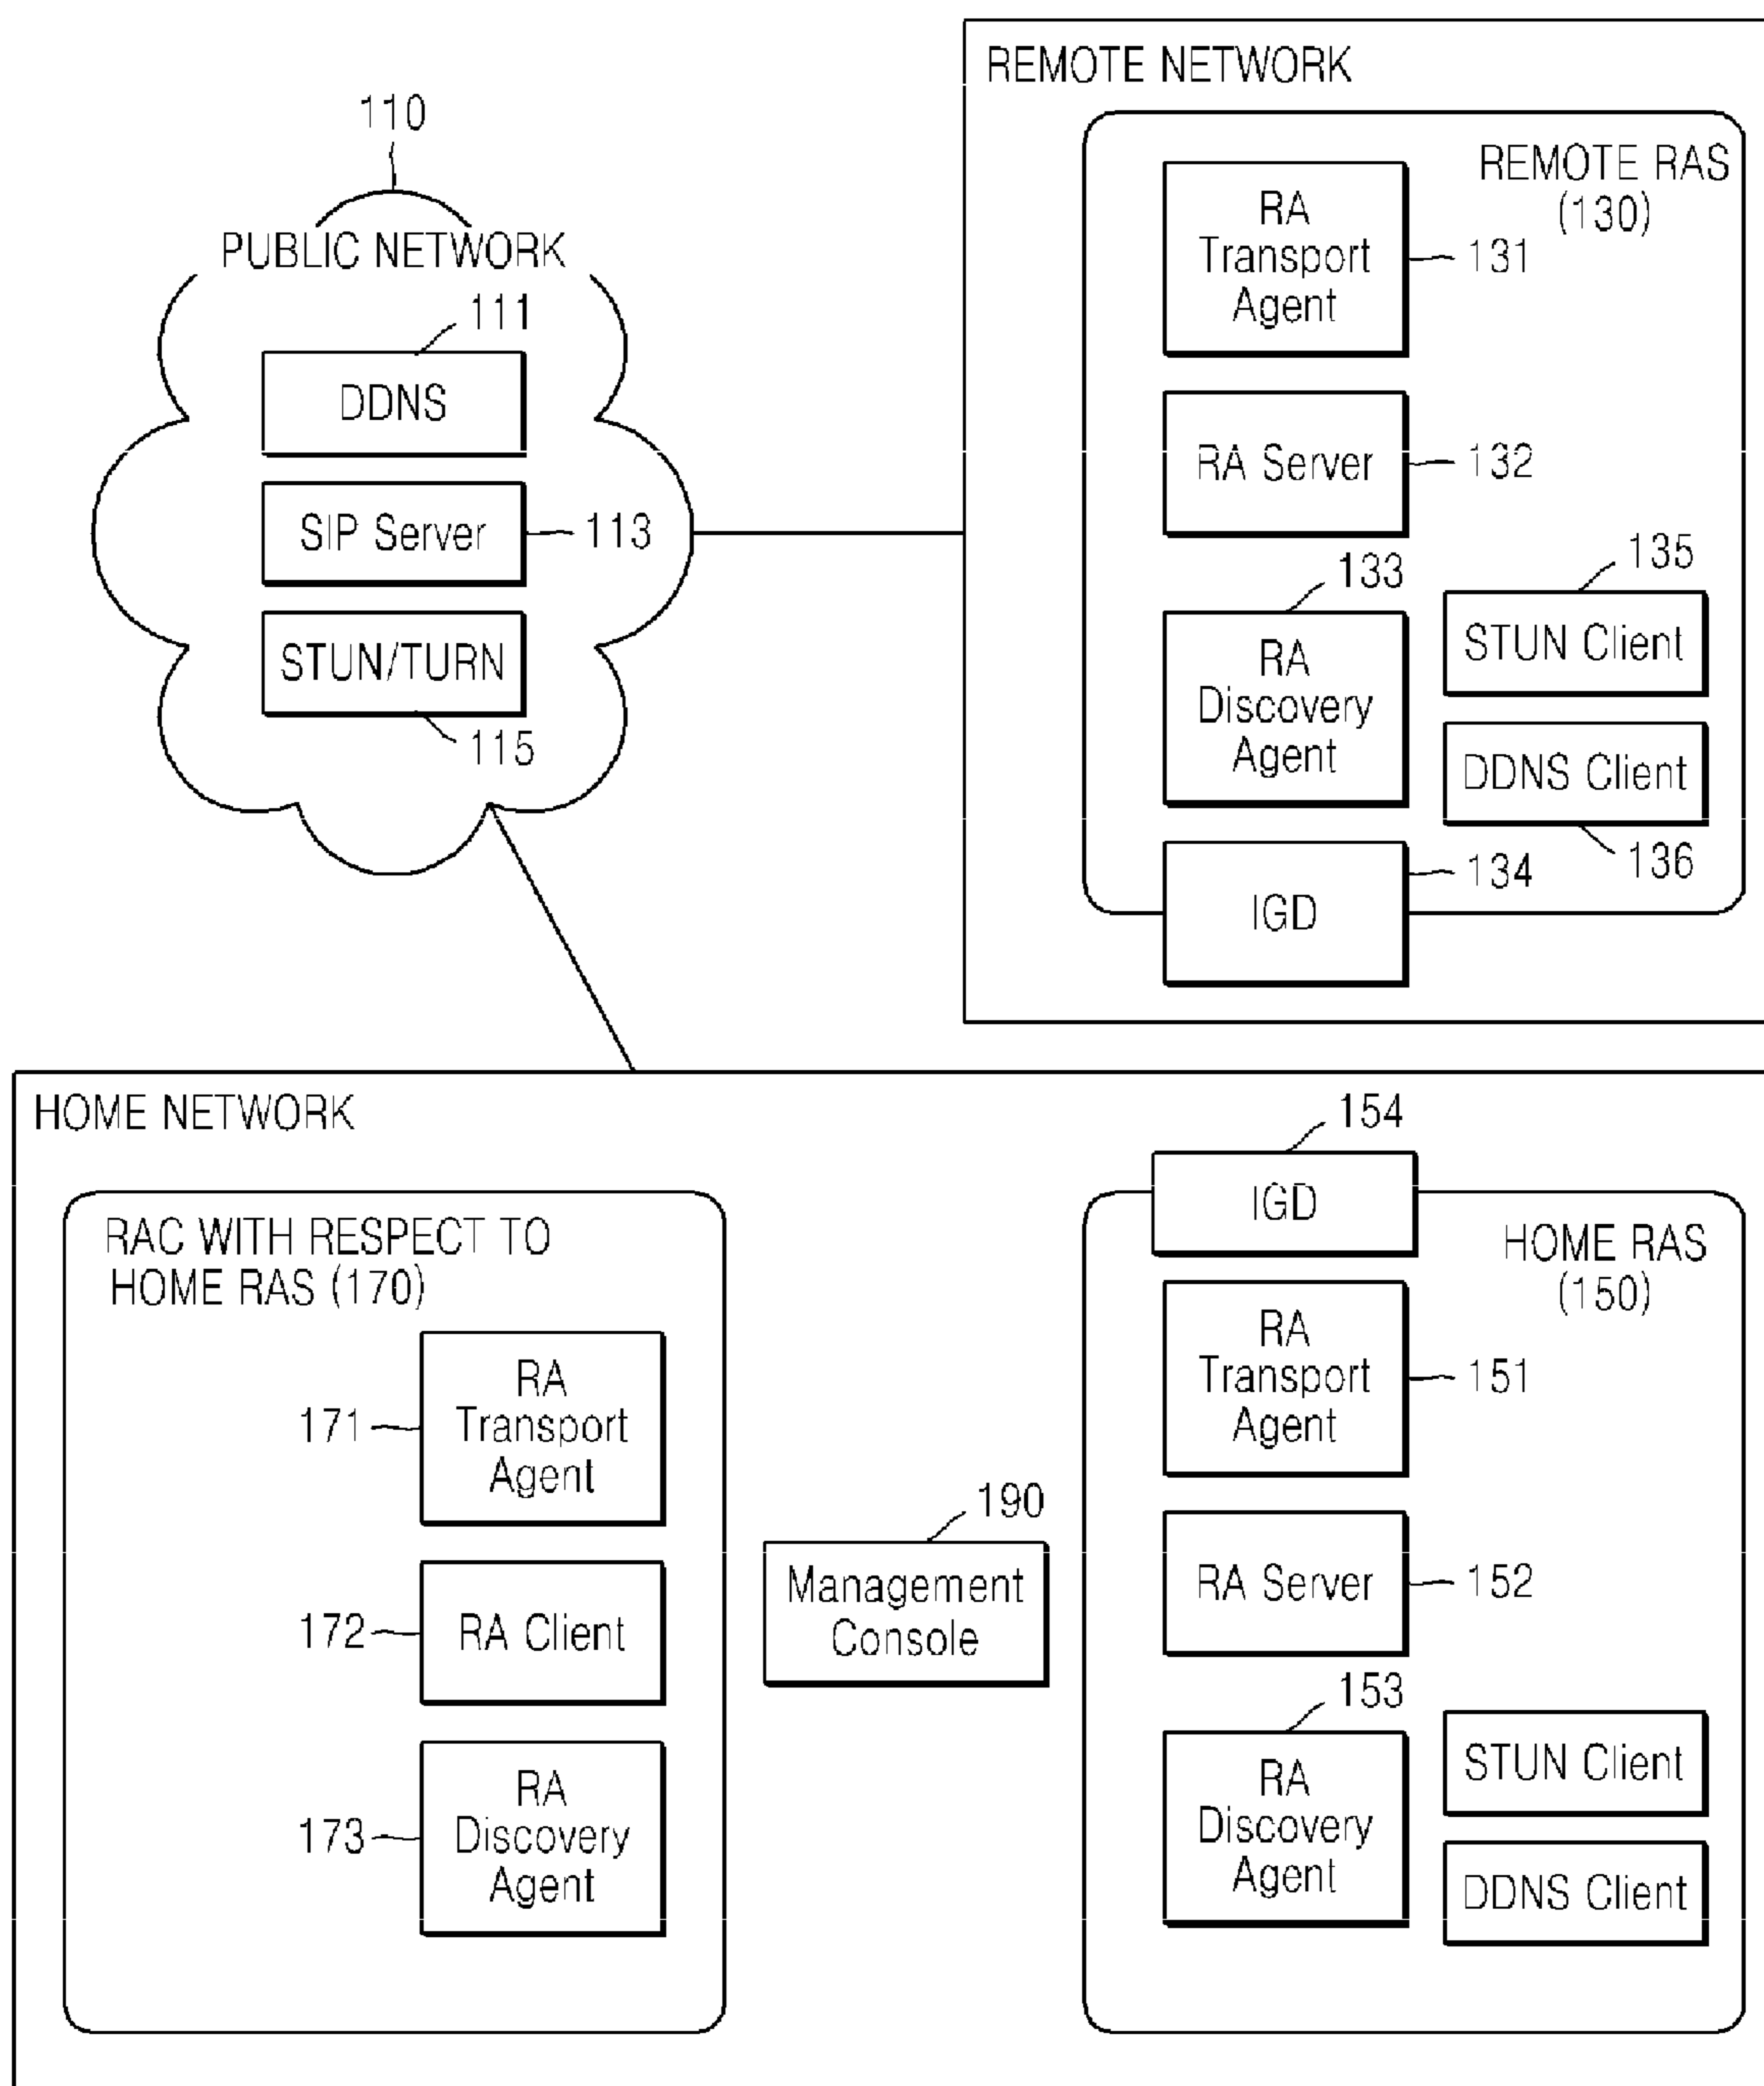 110
PUBLIC NETWORK
111
DDNS
SIP Server
113
STUN/TURN
115
REMOTE NETWORK
REMOTE RAS
(130)
RA
Transport
Agent
131
RA Server
132
133
RA
Discovery
Agent
135
STUN Client
DDNS Client
136
134
IGD
HOME NETWORK
RAC WITH RESPECT TO
HOME RAS (170)
171
RA
Transport
Agent
172
RA Client
173
RA
Discovery
Agent
190
Management
Console
154
IGD
HOME RAS
(150)
RA
Transport
Agent
151
RA Server
152
153
RA
Discovery
Agent
STUN Client
DDNS Client